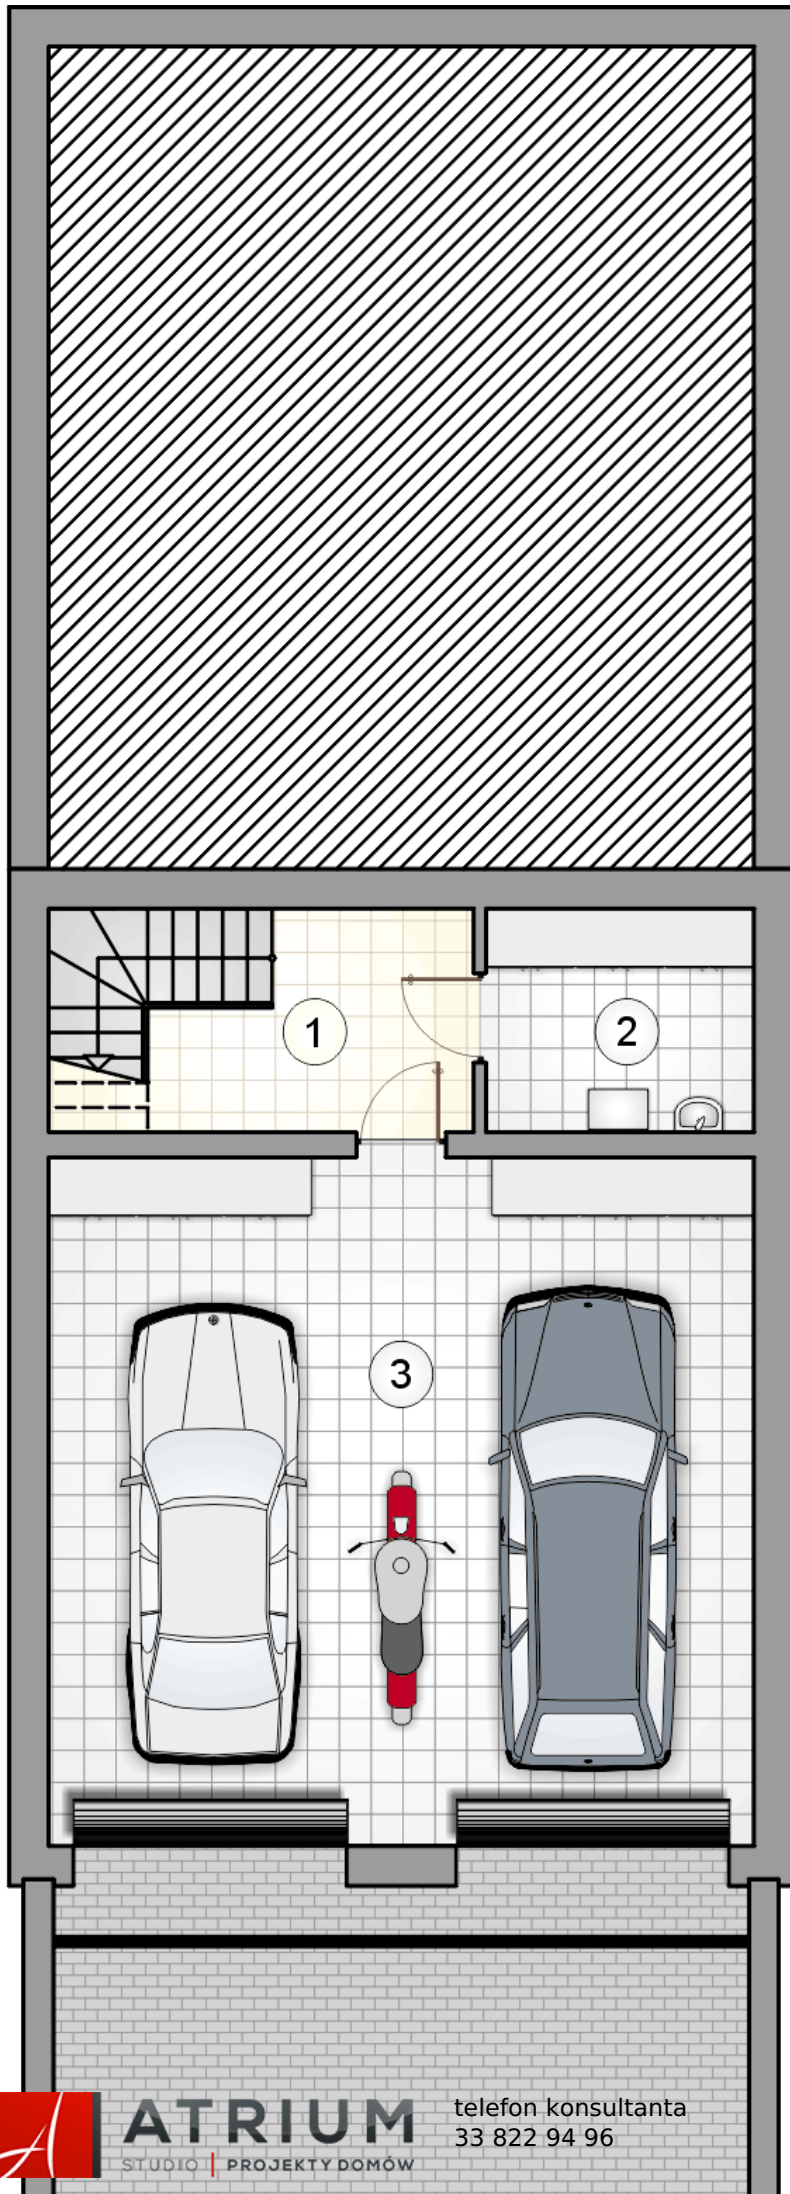 1
2
3
ATRIUM
STUDIO | PROJEKTY DOMÓW
telefon konsultanta
33 822 94 96